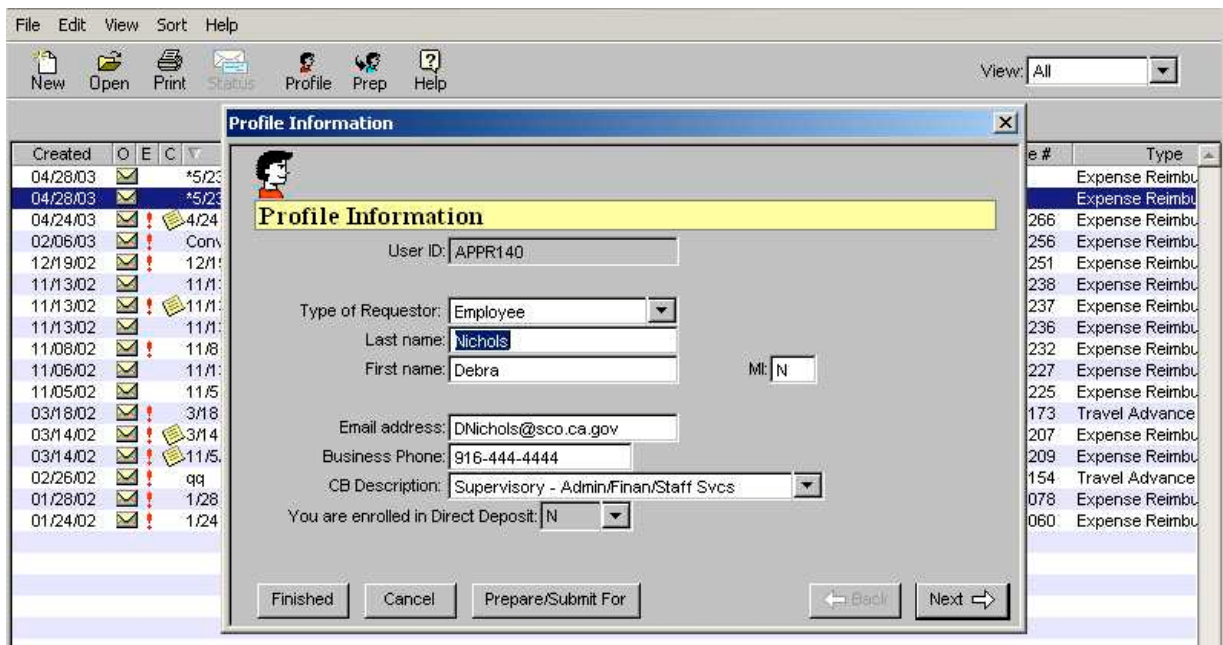 File Edit View Sort Help
New Open Print Status Profile Prep Help View: All
Profile Information
Created O E C e # Type
04/28/03 *5/23 Expense Reimbu
04/28/03 *5/23 Expense Reimbu
04/24/03 ! 4/24 266 Expense Reimbu
02/06/03 ! Conv 256 Expense Reimbu
12/19/02 ! 12/19 251 Expense Reimbu
11/13/02 11/1 238 Expense Reimbu
11/13/02 ! 11/1 237 Expense Reimbu
11/13/02 11/1 236 Expense Reimbu
11/08/02 ! 11/8 232 Expense Reimbu
11/06/02 11/1 227 Expense Reimbu
11/05/02 11/5 225 Expense Reimbu
03/18/02 ! 3/18 173 Travel Advance
03/14/02 ! 3/14 207 Expense Reimbu
03/14/02 ! 11/5. 209 Expense Reimbu
02/26/02 ! qq 154 Travel Advance
01/28/02 ! 1/28 078 Expense Reimbu
01/24/02 ! 1/24 060 Expense Reimbu
Profile Information
User ID: APPR140
Type of Requestor: Employee
Last name: Nichols
First name: Debra MI: N
Email address: DNichols@sco.ca.gov
Business Phone: 916-444-4444
CB Description: Supervisory - Admin/Finan/Staff Svcs
You are enrolled in Direct Deposit: N
Finished Cancel Prepare/Submit For Back Next